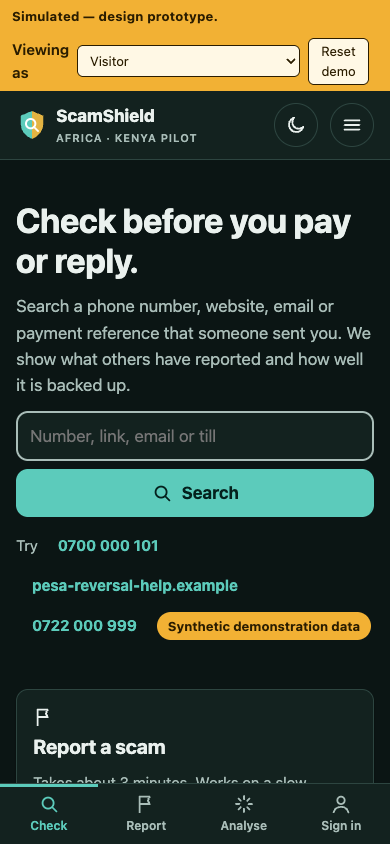 Simulated — design prototype.
Viewing as
Visitor
Reset demo
ScamShield
AFRICA · KENYA PILOT
Check before you pay
or reply.
Search a phone number, website, email or
payment reference that someone sent you. We
show what others have reported and how well
it is backed up.
Number, link, email or till
Search
Try 0700 000 101
pesa-reversal-help.example
0722 000 999 Synthetic demonstration data
Report a scam
Takes about 3 minutes. Works on a slow
Check Report Analyse Sign in